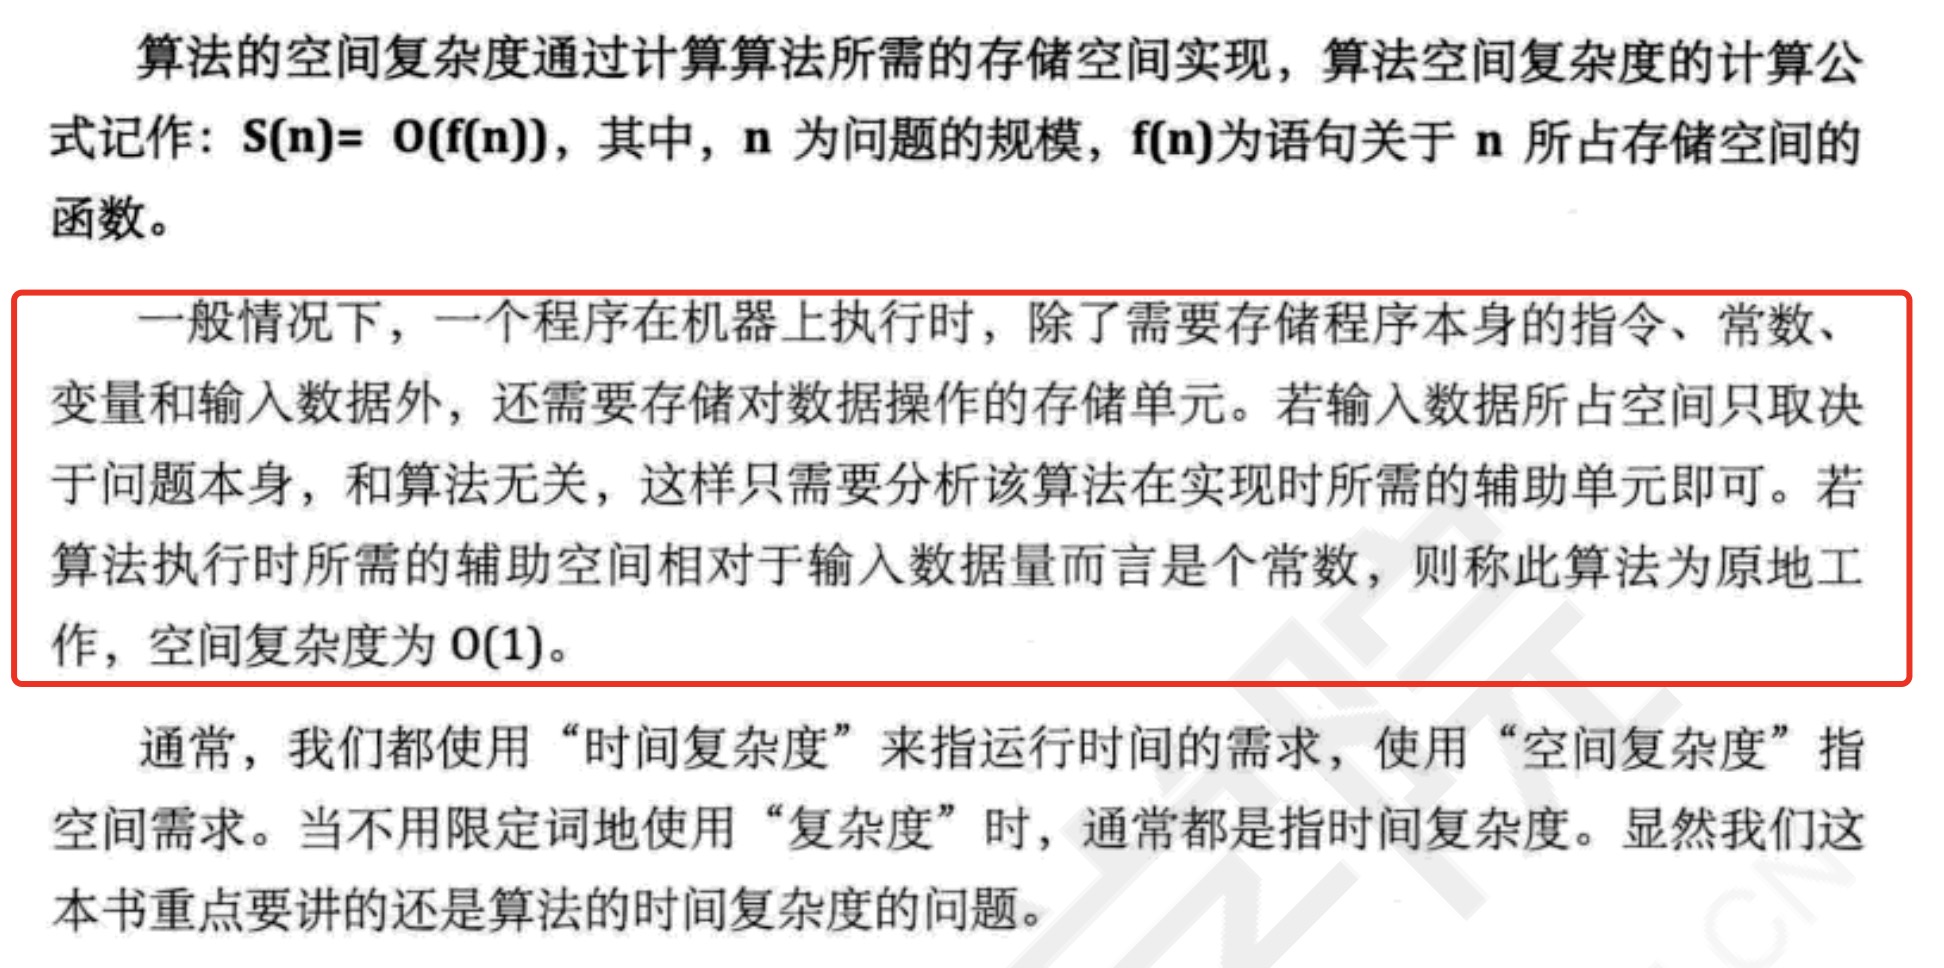 算法的空间复杂度通过计算算法所需的存储空间实现，算法空间复杂度的计算公
式记作：S(n)= O(f(n))，其中，n 为问题的规模，f(n)为语句关于 n 所占存储空间的
函数。
一般情况下，一个程序在机器上执行时，除了需要存储程序本身的指令、常数、
变量和输入数据外，还需要存储对数据操作的存储单元。若输入数据所占空间只取决
于问题本身，和算法无关，这样只需要分析该算法在实现时所需的辅助单元即可。若
算法执行时所需的辅助空间相对于输入数据量而言是个常数，则称此算法为原地工
作，空间复杂度为 O(1)。
通常，我们都使用“时间复杂度”来指运行时间的需求，使用“空间复杂度”指
空间需求。当不用限定词地使用“复杂度”时，通常都是指时间复杂度。显然我们这
本书重点要讲的还是算法的时间复杂度的问题。
院
CN